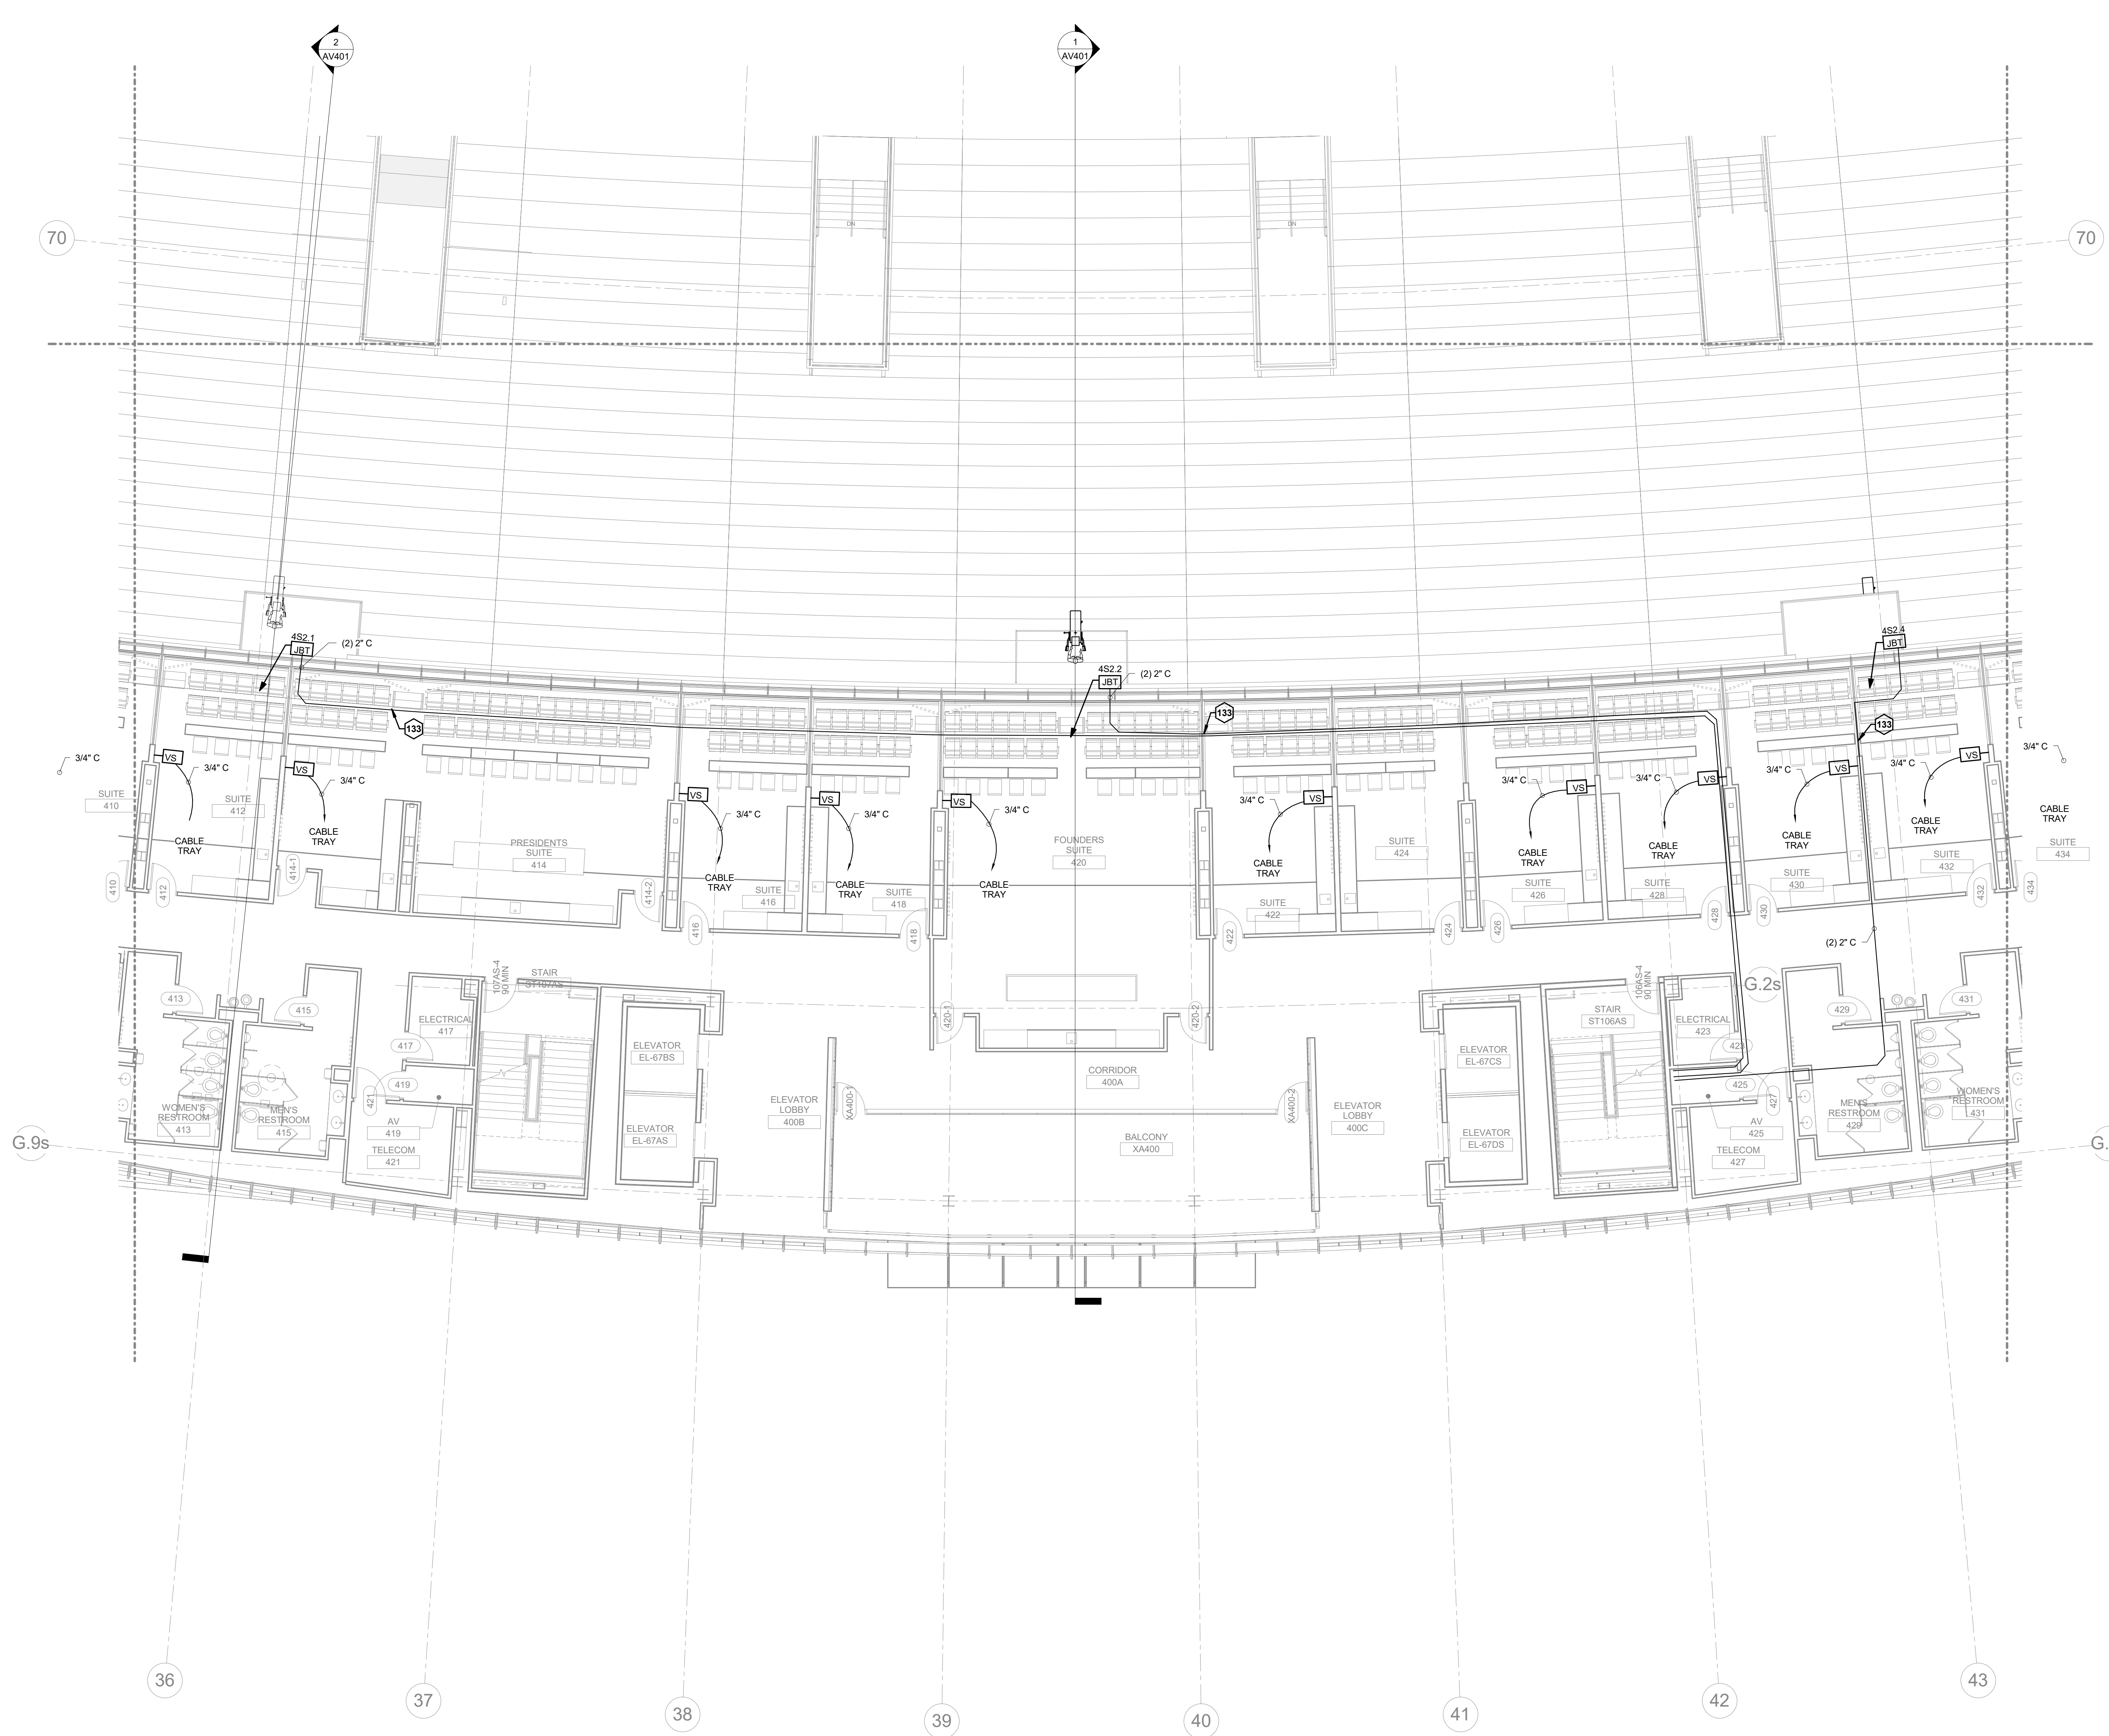 2
AV401
1
AV401
70
70
DN
DN
4S2.1
JBT
(2) 2" C
4S2.2
JBT
(2) 2" C
4S2.4
JBT
133
133
133
3/4" C
VS
3/4" C
VS
3/4" C
VS
3/4" C
VS
3/4" C
VS
3/4" C
3/4" C
VS
3/4" C
VS
3/4" C
VS
3/4" C
VS
3/4" C
VS
3/4" C
SUITE
410
SUITE
412
CABLE
TRAY
CABLE
TRAY
PRESIDENTS
SUITE
414
CABLE
TRAY
SUITE
416
CABLE
TRAY
SUITE
418
CABLE
TRAY
FOUNDERS
SUITE
420
CABLE
TRAY
SUITE
422
SUITE
424
CABLE
TRAY
SUITE
426
CABLE
TRAY
SUITE
428
CABLE
TRAY
SUITE
430
CABLE
TRAY
SUITE
432
CABLE
TRAY
SUITE
434
410
412
414-1
414-2
416
418
422
424
426
428
430
432
434
(2) 2" C
413
415
107AS-4
90 MIN
STAIR
ST107AS
ELECTRICAL
417
417
419
421
WOMEN'S
RESTROOM
413
MEN'S
RESTROOM
415
AV
419
TELECOM
421
ELEVATOR
EL-67BS
ELEVATOR
EL-67AS
ELEVATOR
LOBBY
400B
XA400-1
420-1
420-2
CORRIDOR
400A
BALCONY
XA400
XA400-2
ELEVATOR
LOBBY
400C
ELEVATOR
EL-67CS
ELEVATOR
EL-67DS
STAIR
ST106AS
106AS-4
90 MIN
ELECTRICAL
423
423
G.2s
425
427
AV
425
TELECOM
427
429
MEN'S
RESTROOM
429
431
WOMEN'S
RESTROOM
431
G.9s
G.
36
37
38
39
40
41
42
43